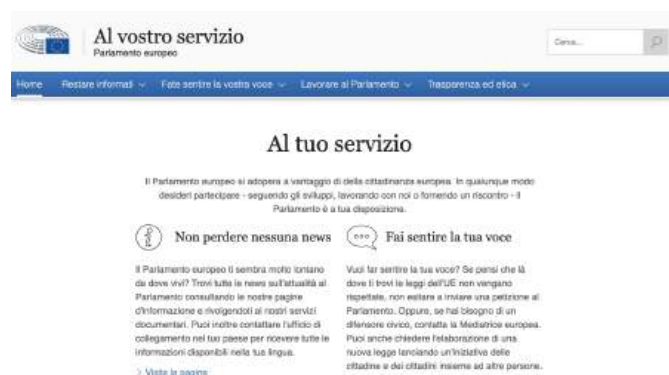 Al vostro servizio
Parlamento europeo
Cerca...
Home Restare informati Fate sentire la vostra voce Lavorare al Parlamento Trasparenza ed etica
Al tuo servizio
Il Parlamento europeo si adopera a vantaggio di della cittadinanza europea. In qualunque modo
desideri partecipare - seguendo gli sviluppi, lavorando con noi o fornendo un riscontro - il
Parlamento è a tua disposizione.
Non perdere nessuna news
Il Parlamento europeo ti sembra molto lontano
da dove vivi? Trovi tutte le news sull'attualità al
Parlamento consultando le nostre pagine
d'informazione e rivolgendoti ai nostri servizi
documentari. Puoi inoltre contattare l'ufficio di
collegamento nel tuo paese per ricevere tutte le
informazioni disponibili nella tua lingua.
> Visita la pagina
Fai sentire la tua voce
Vuoi far sentire la tua voce? Se pensi che là
dove ti trovi le leggi dell'UE non vengano
rispettate, non esitare a inviare una petizione al
Parlamento. Oppure, se hai bisogno di un
difensore civico, contatta la Mediatrice europea.
Puoi anche chiedere l'elaborazione di una
nuova legge lanciando un'iniziativa delle
cittadine e dei cittadini insieme ad altre persone.